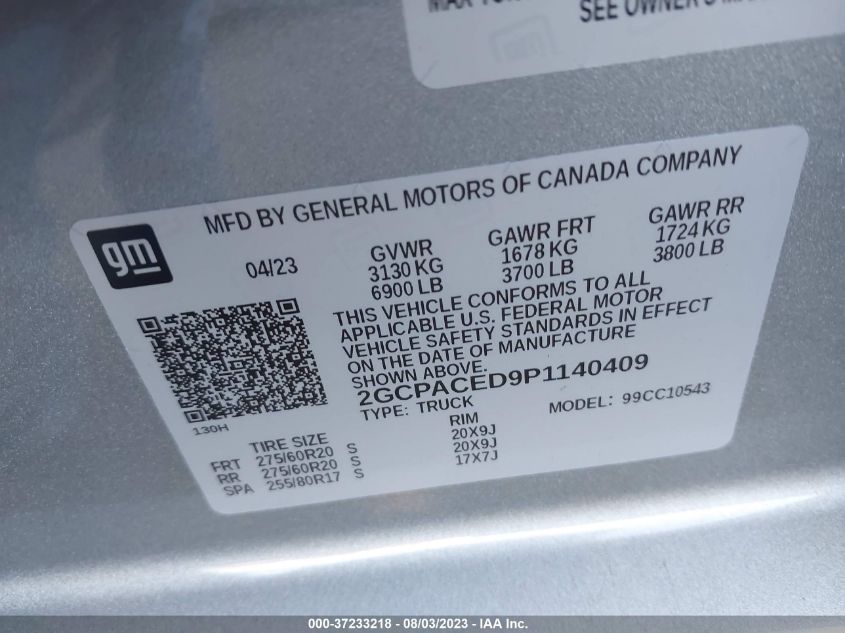 SEE OWNER'S
gm
MFD BY GENERAL MOTORS OF CANADA COMPANY
04/23
GVWR
3130 KG
6900 LB
GAWR FRT
1678 KG
3700 LB
GAWR RR
1724 KG
3800 LB
THIS VEHICLE CONFORMS TO ALL
APPLICABLE U.S. FEDERAL MOTOR
VEHICLE SAFETY STANDARDS IN EFFECT
ON THE DATE OF MANUFACTURE
SHOWN ABOVE.
2GCPACED9P1140409
TYPE: TRUCK
MODEL: 99CC10543
130H
TIRE SIZE RIM
FRT 275/60R20 S 20X9J
RR 275/60R20 S 20X9J
SPA 255/80R17 S 17X7J
000-37233218 - 08/03/2023 - IAA Inc.